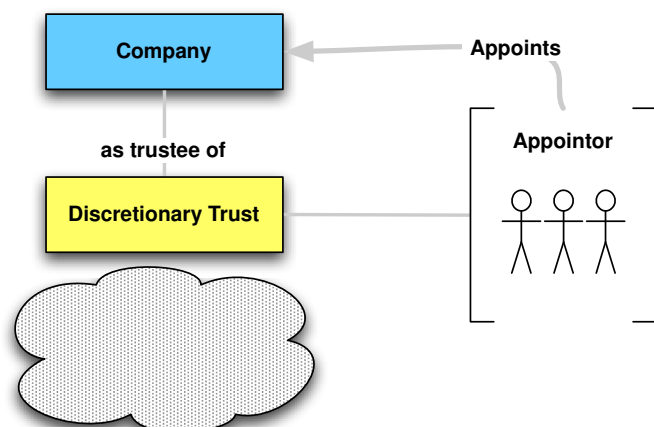 Company
Appoints
as trustee of
Appointor
Discretionary Trust